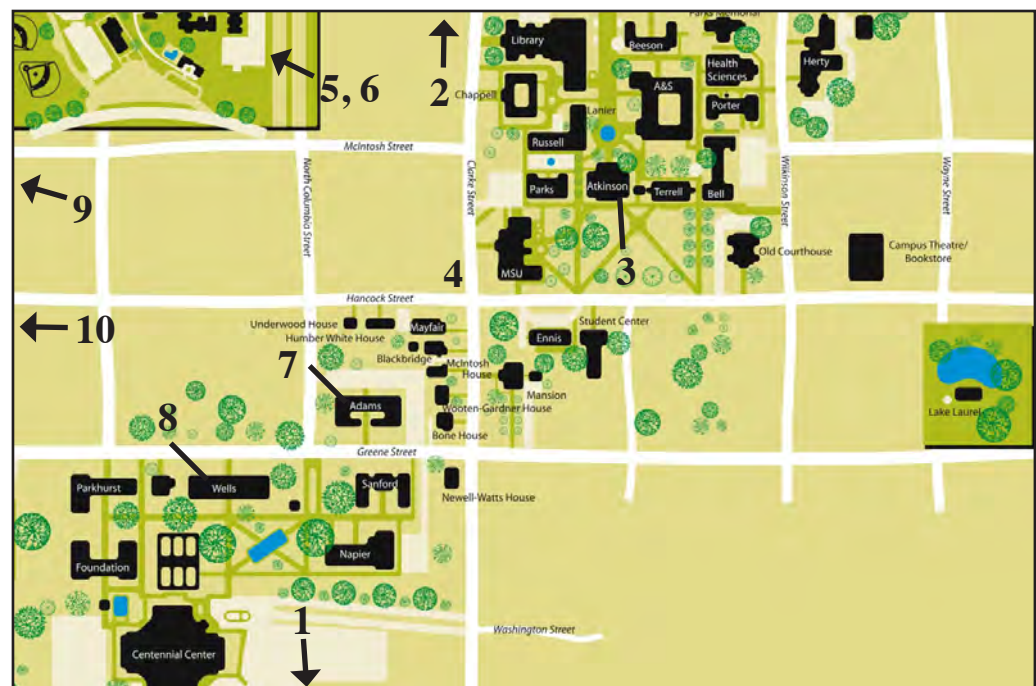 Parks Memorial
Library
Beeson
Herty
Health
Sciences
2
5, 6
A&S
Chappell
Porter
Lanier
Russell
McIntosh Street
North Columbia Street
Clarke Street
Wilkinson Street
Wayne Street
9
Parks
Atkinson
Terrell
Bell
3
4
MSU
Old Courthouse
Campus Theatre/
Bookstore
Hancock Street
10
Underwood House
Humber White House
Mayfair
Ennis
Student Center
Blackbridge
McIntosh
House
Mansion
7
Adams
Wooten-Gardner House
Bone House
Lake Laurel
8
Greene Street
Parkhurst
Wells
Sanford
Newell-Watts House
Foundation
Napier
1
Washington Street
Centennial Center